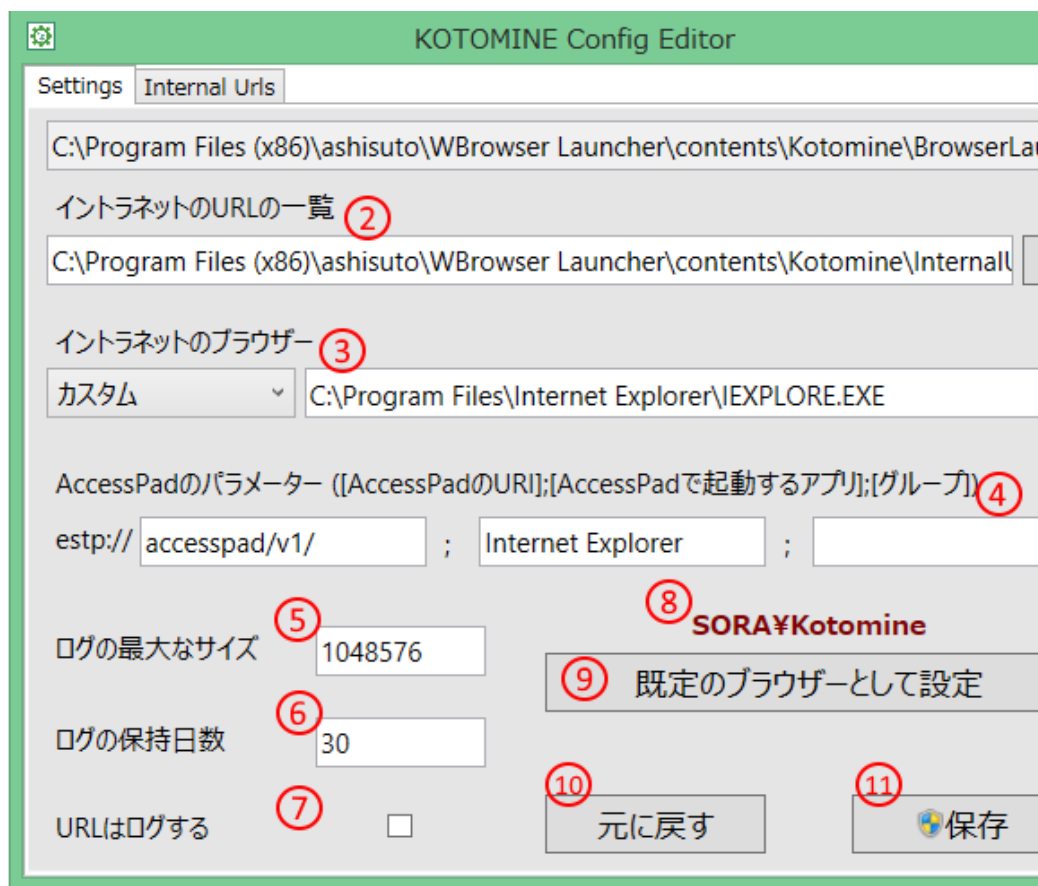 KOTOMINE Config Editor
Settings
Internal Urls
C:\Program Files (x86)\ashisuto\WBrowser Launcher\contents\Kotomine\BrowserLau
イントラネットのURLの一覧 ②
C:\Program Files (x86)\ashisuto\WBrowser Launcher\contents\Kotomine\InternalU
イントラネットのブラウザー ③
カスタム
C:\Program Files\Internet Explorer\IEXPLORE.EXE
AccessPadのパラメーター ([AccessPadのURI];[AccessPadで起動するアプリ];[グループ]) ④
estp:// accesspad/v1/ ; Internet Explorer ;
⑧ SORA¥Kotomine
ログの最大なサイズ ⑤ 1048576
⑨ 既定のブラウザーとして設定
ログの保持日数 ⑥ 30
URLはログする ⑦
⑩ 元に戻す
⑪ 保存